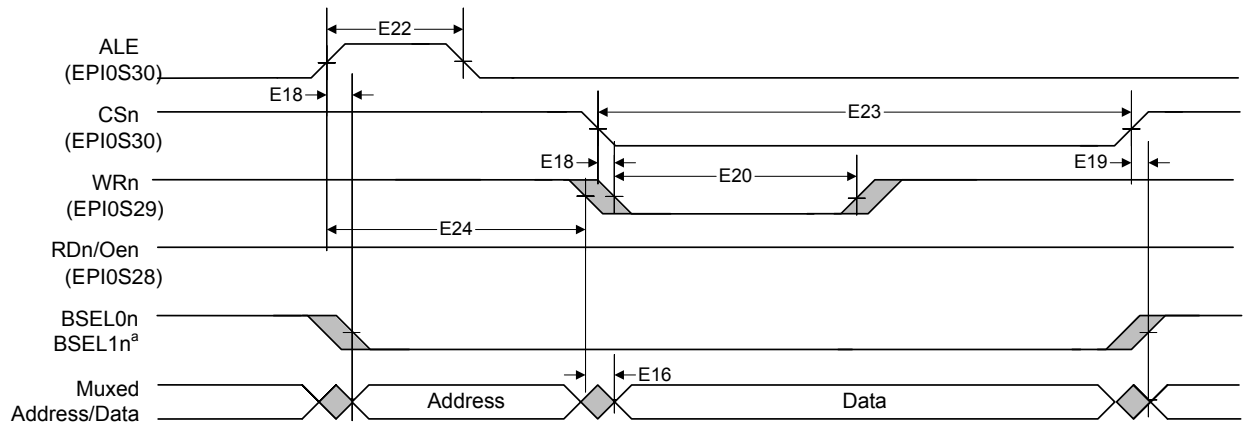 E22
ALE
(EPI0S30)
E18
CSn
(EPI0S30)
E23
E18
E19
WRn
(EPI0S29)
E20
E24
RDn/Oen
(EPI0S28)
BSEL0n
BSEL1nᵃ
E16
Muxed
Address/Data
Address
Data